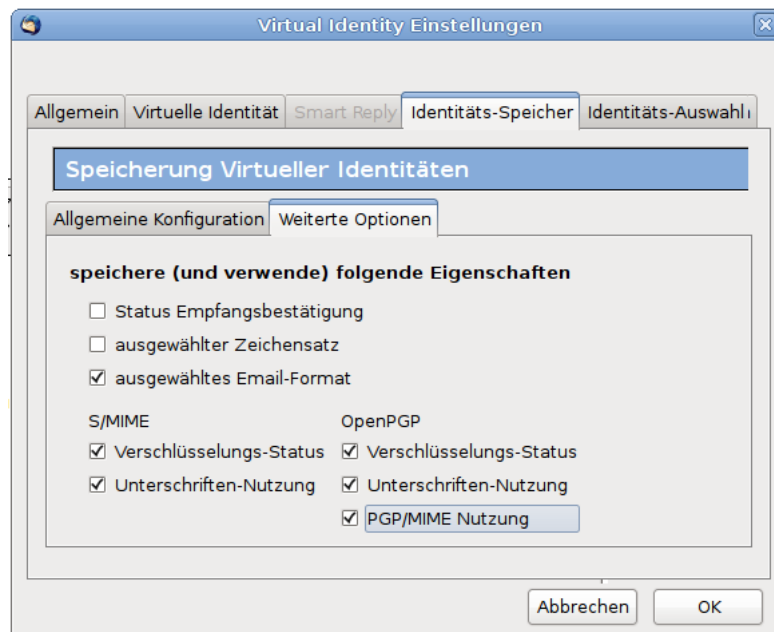 Virtual Identity Einstellungen
Allgemein Virtuelle Identität Smart Reply Identitäts-Speicher Identitäts-Auswahl
Speicherung Virtueller Identitäten
Allgemeine Konfiguration Weiterte Optionen
speichere (und verwende) folgende Eigenschaften
Status Empfangsbestätigung
ausgewählter Zeichensatz
ausgewähltes Email-Format
S/MIME OpenPGP
Verschlüsselungs-Status Verschlüsselungs-Status
Unterschriften-Nutzung Unterschriften-Nutzung
PGP/MIME Nutzung
Abbrechen OK